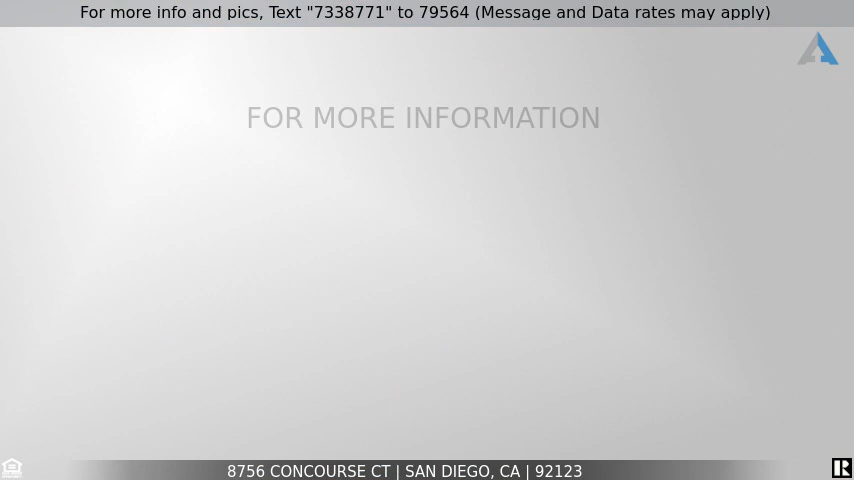 For more info and pics, Text "7338771" to 79564 (Message and Data rates may apply)
FOR MORE INFORMATION
8756 CONCOURSE CT | SAN DIEGO, CA | 92123